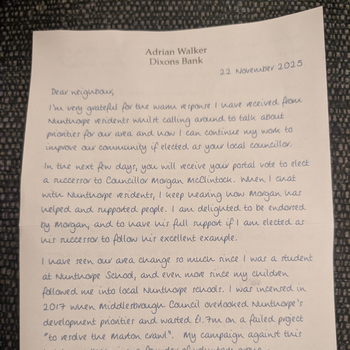 Adrian Walker
Dixons Bank
22 November 2025
Dear neighbour,
I'm very grateful for the warm response I have received from
Nunthorpe residents whilst calling around to talk about
priorities for our area and how I can continue my work to
improve our community if elected as your local councillor.
In the next few days, you will receive your postal vote to elect
a successor to Councillor Morgan McClintock. When I chat
with Nunthorpe residents, I keep hearing how Morgan has
helped and supported people. I am delighted to be endorsed
by Morgan, and to have his full support if I am elected as
his successor to follow his excellent example.
I have seen our area change so much since I was a student
at Nunthorpe School, and even more since my children
followed me into local Nunthorpe schools. I was incensed in
2017 when Middlesbrough Council overlooked Nunthorpe's
development priorities and wasted £.7m on a failed project
"to resolve the Marton crawl". My campaign against this